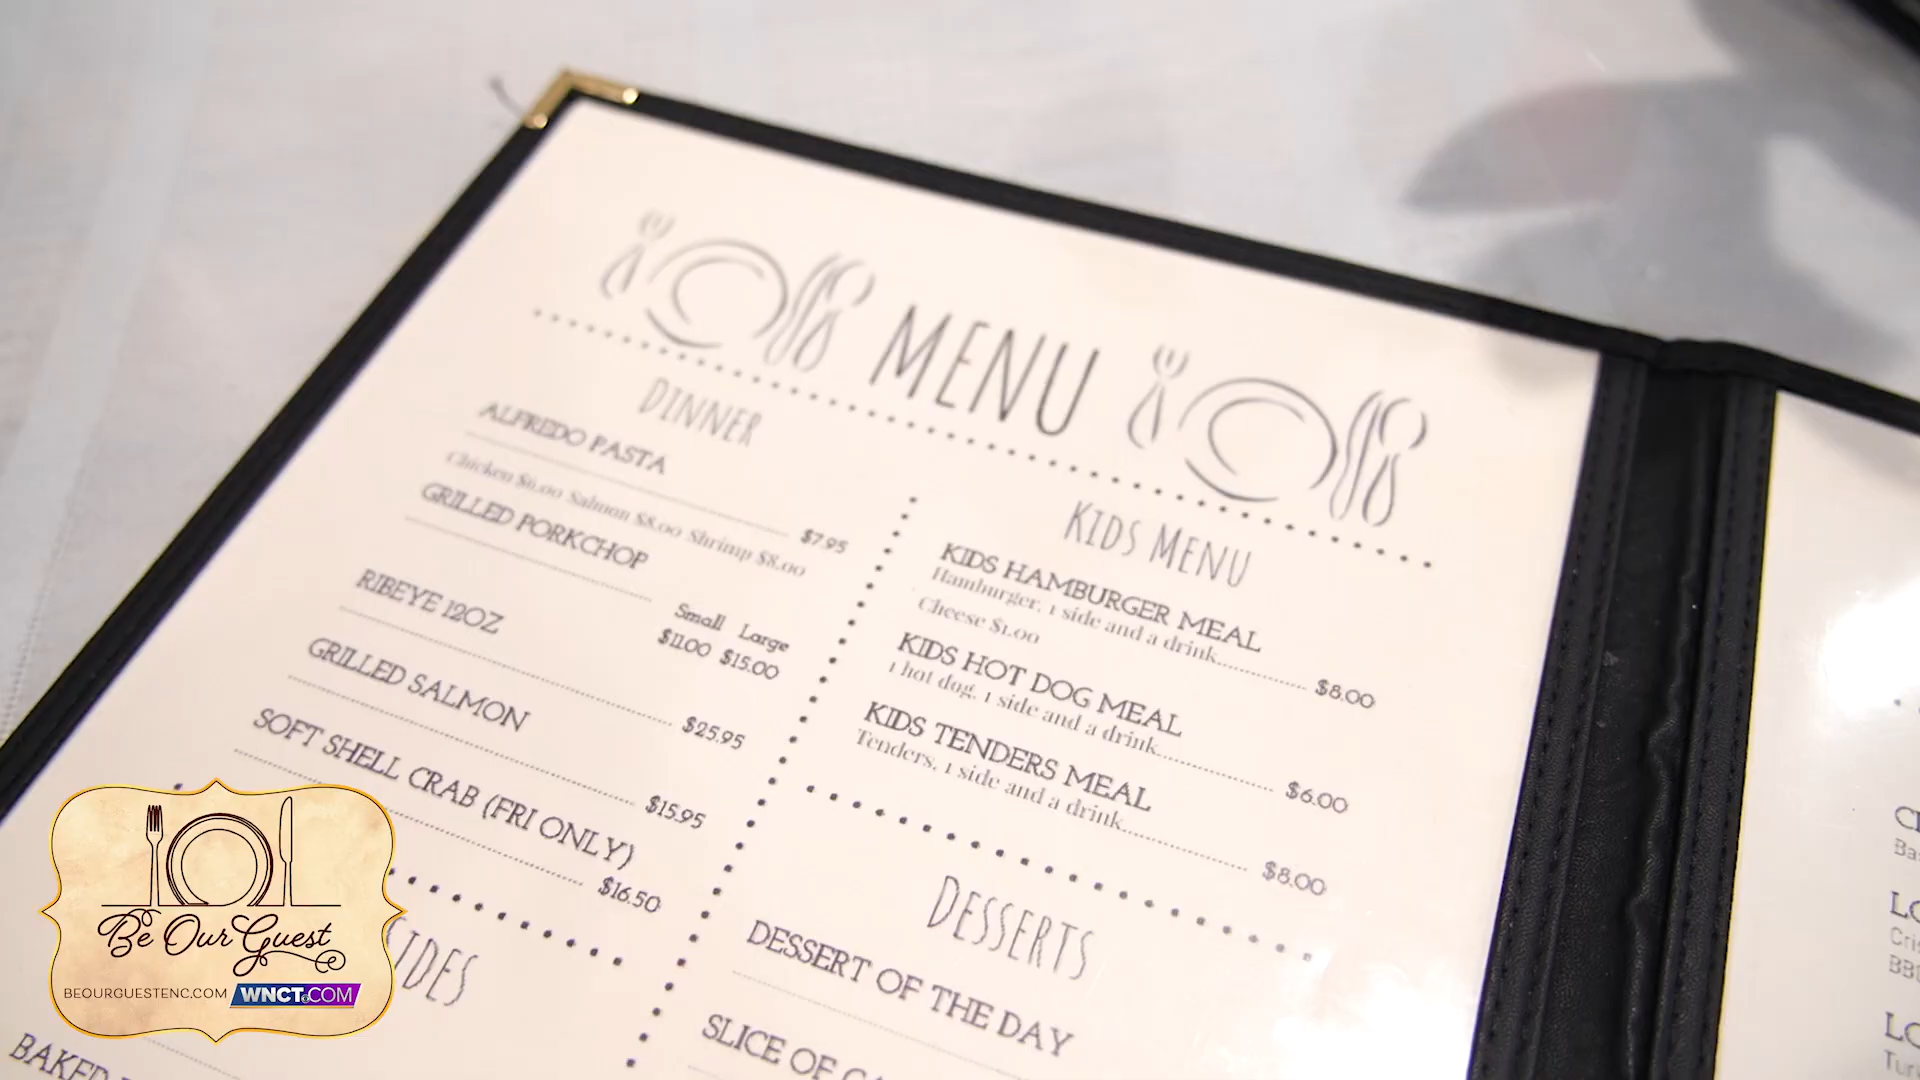 MENU
DINNER
ALFREDO PASTA
$7.95
Chicken $6.00 Salmon $8.00 Shrimp $8.00
GRILLED PORKCHOP
Small Large
$11.00 $15.00
RIBEYE 12OZ
$25.95
GRILLED SALMON
$15.95
SOFT SHELL CRAB (FRI ONLY)
$16.50
SIDES
BAKED
KIDS MENU
KIDS HAMBURGER MEAL
Hamburger, 1 side and a drink $8.00
Cheese $1.00
KIDS HOT DOG MEAL
1 hot dog, 1 side and a drink $6.00
KIDS TENDERS MEAL
Tenders, 1 side and a drink $8.00
DESSERTS
DESSERT OF THE DAY
SLICE OF
Be Our Guest
BEOURGUESTENC.COM WNCT.COM